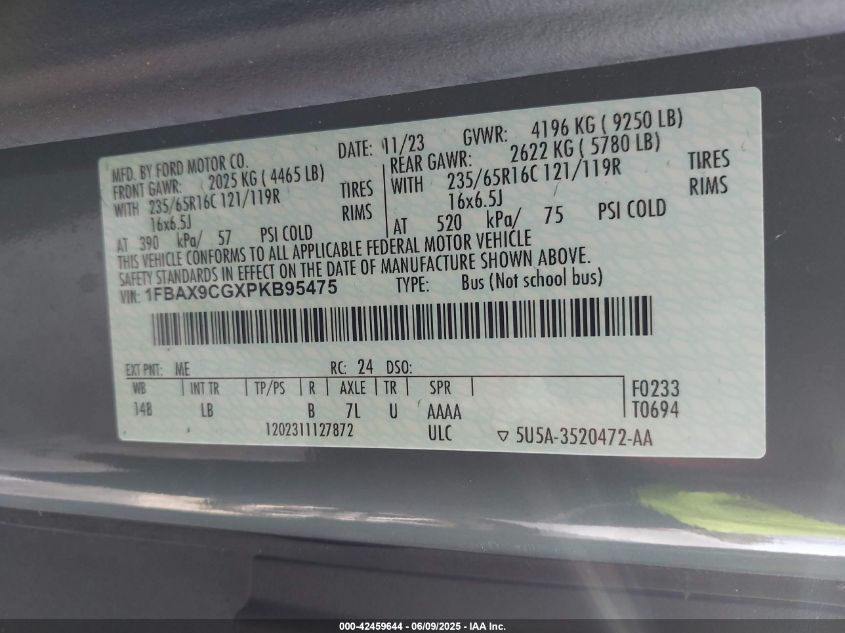 MFD. BY FORD MOTOR CO. DATE: 11/23 GVWR: 4196 KG ( 9250 LB)
FRONT GAWR: 2025 KG ( 4465 LB) REAR GAWR: 2622 KG ( 5780 LB)
WITH 235/65R16C 121/119R TIRES WITH 235/65R16C 121/119R TIRES
16x6.5J RIMS 16x6.5J RIMS
AT 390 kPa/ 57 PSI COLD AT 520 kPa/ 75 PSI COLD
THIS VEHICLE CONFORMS TO ALL APPLICABLE FEDERAL MOTOR VEHICLE
SAFETY STANDARDS IN EFFECT ON THE DATE OF MANUFACTURE SHOWN ABOVE.
VIN: 1FBAX9CGXPKB95475 TYPE: Bus (Not school bus)
EXT PNT: ME RC: 24 DSO:
WB INT TR TP/PS R AXLE TR SPR F0233
148 LB B 7L U AAAA T0694
1202311127872 ULC 5U5A-3520472-AA
000-42459644 - 06/09/2025 - IAA Inc.